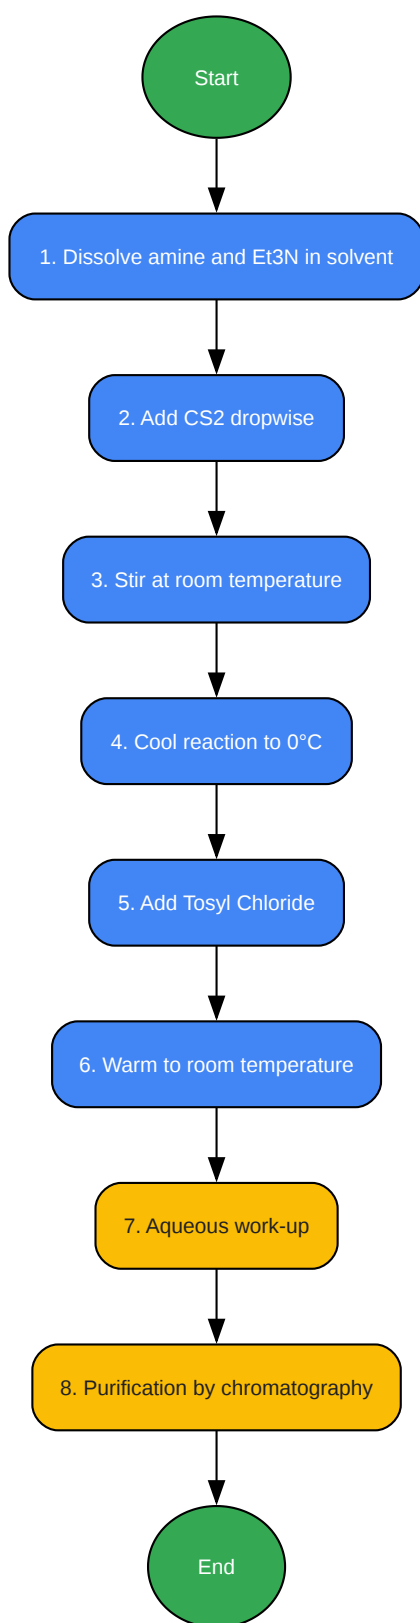 Start
1. Dissolve amine and Et3N in solvent
2. Add CS2 dropwise
3. Stir at room temperature
4. Cool reaction to 0°C
5. Add Tosyl Chloride
6. Warm to room temperature
7. Aqueous work-up
8. Purification by chromatography
End